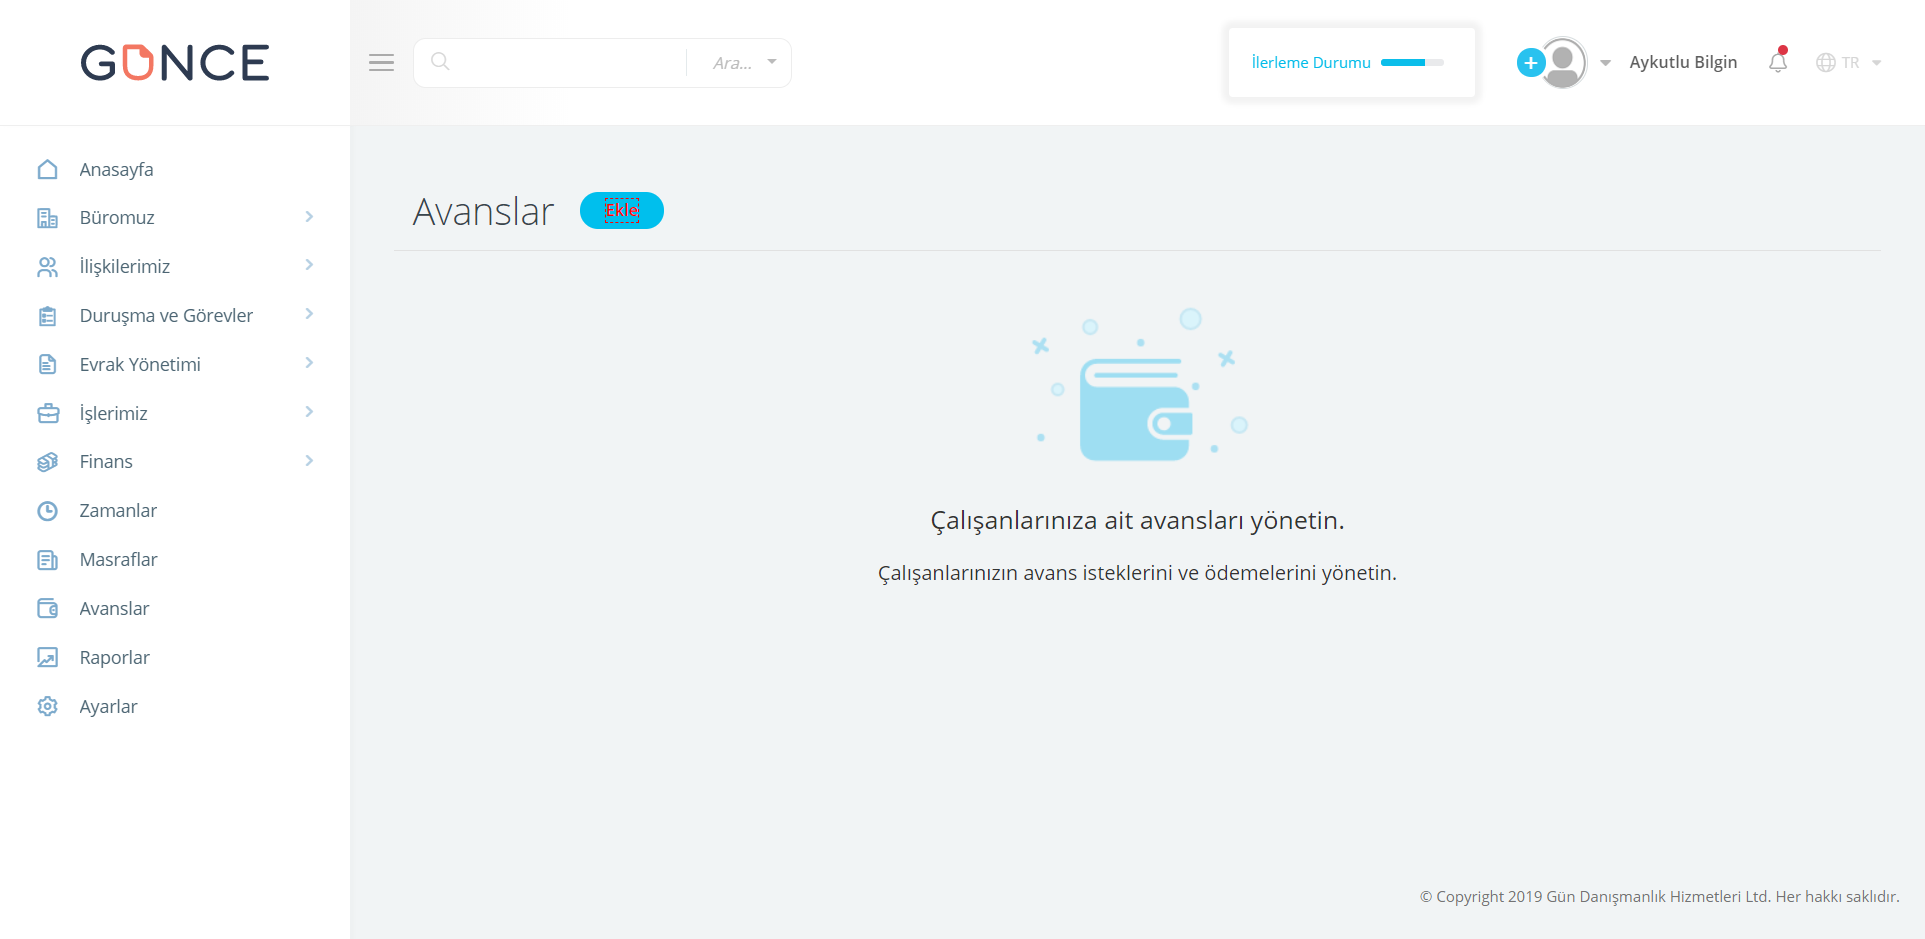 GÜNCE
Ara...
İlerleme Durumu
Aykutlu Bilgin
TR
Anasayfa
Büromuz
İlişkilerimiz
Duruşma ve Görevler
Evrak Yönetimi
İşlerimiz
Finans
Zamanlar
Masraflar
Avanslar
Raporlar
Ayarlar
Avanslar
Ekle
Çalışanlarınıza ait avansları yönetin.
Çalışanlarınızın avans isteklerini ve ödemelerini yönetin.
© Copyright 2019 Gün Danışmanlık Hizmetleri Ltd. Her hakkı saklıdır.